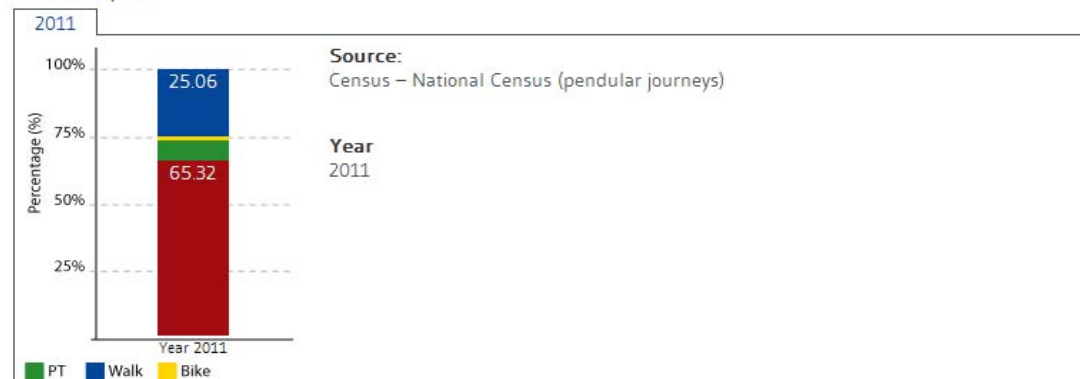 2011
Source:
Census – National Census (pendular journeys)
Year
2011
Percentage (%)
100%
75%
50%
25%
25.06
65.32
Year 2011
PT Walk Bike